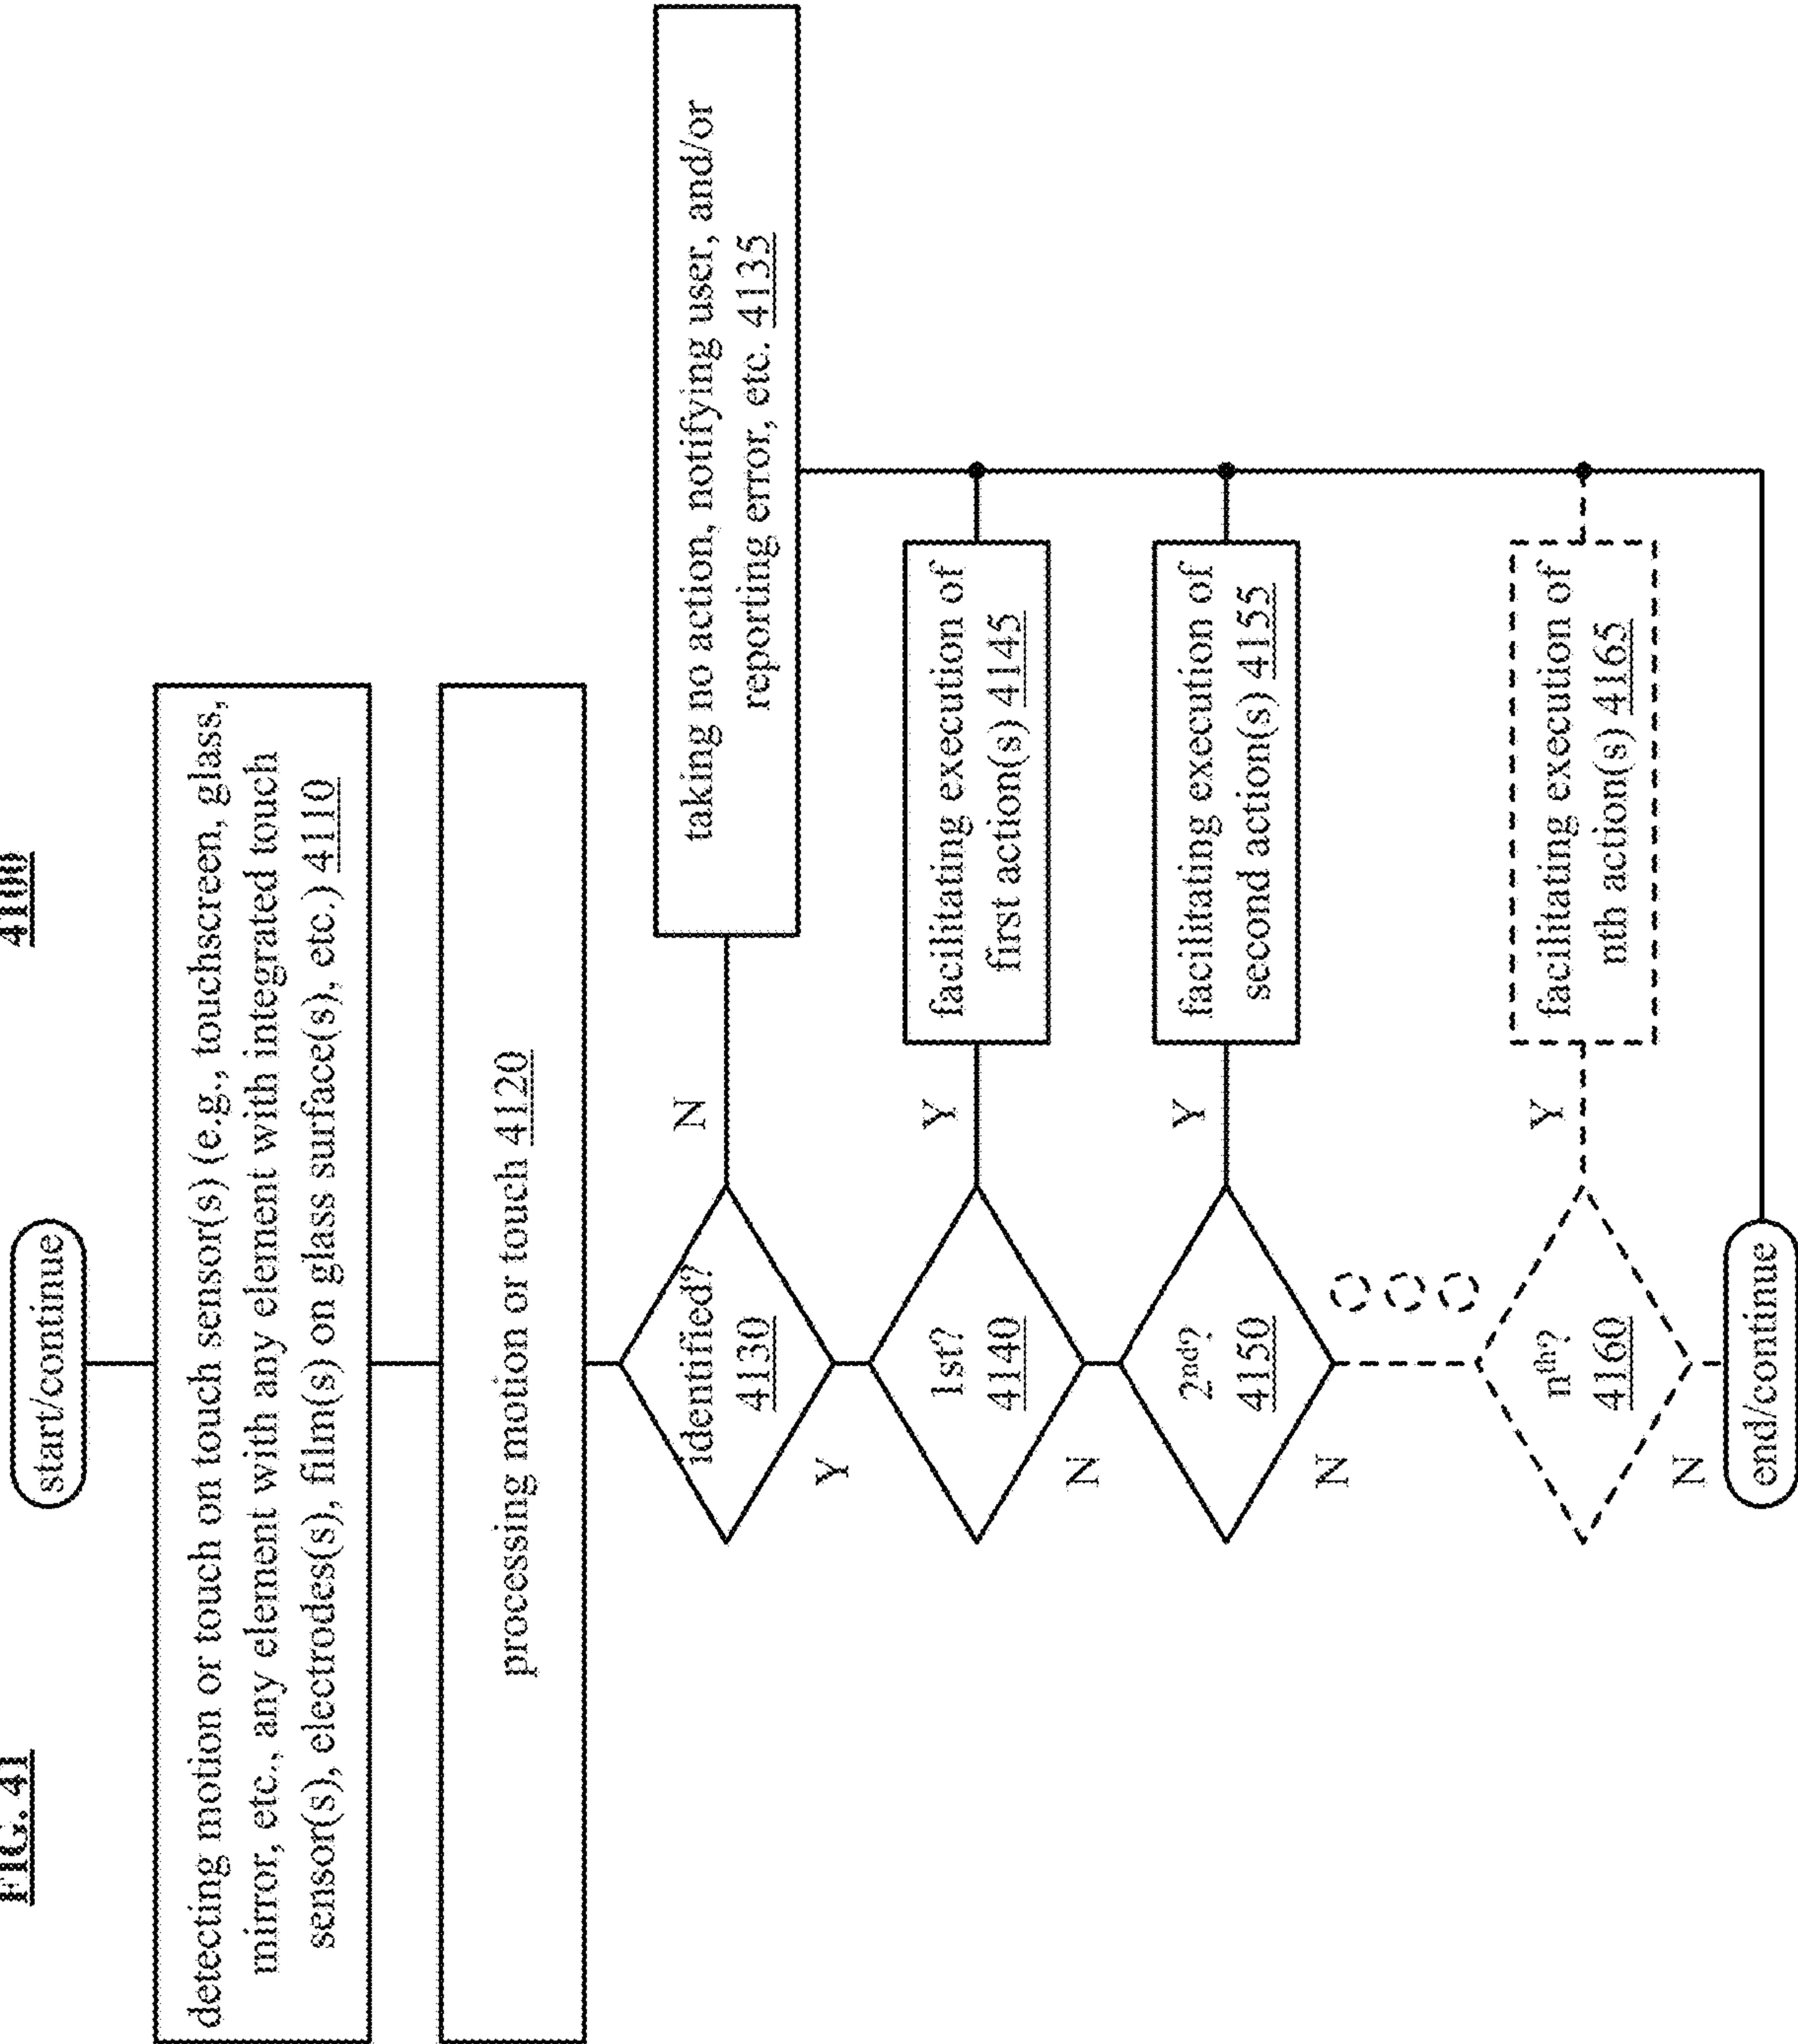 FIG. 41
4100
start/continue
detecting motion or touch on touch sensor(s) (e.g., touchscreen, glass,
mirror, etc., any element with any element with integrated touch
sensor(s), electrodes(s), film(s) on glass surface(s), etc.) 4110
processing motion or touch 4120
identified?
4130
N
taking no action, notifying user, and/or
reporting error, etc. 4135
Y
1st?
4140
Y
facilitating execution of
first action(s) 4145
N
2nd?
4150
Y
facilitating execution of
second action(s) 4155
N
nth?
4160
Y
facilitating execution of
nth action(s) 4165
N
end/continue